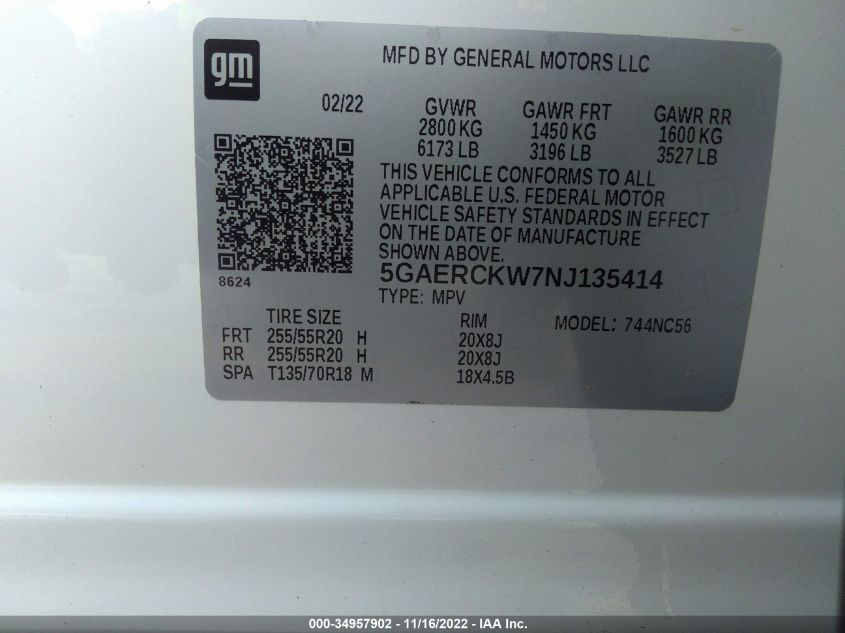 gm
MFD BY GENERAL MOTORS LLC
02/22 GVWR GAWR FRT GAWR RR
2800 KG 1450 KG 1600 KG
6173 LB 3196 LB 3527 LB
THIS VEHICLE CONFORMS TO ALL
APPLICABLE U.S. FEDERAL MOTOR
VEHICLE SAFETY STANDARDS IN EFFECT
ON THE DATE OF MANUFACTURE
SHOWN ABOVE.
8624
5GAERCKW7NJ135414
TYPE: MPV
TIRE SIZE RIM MODEL: 744NC56
FRT 255/55R20 H 20X8J
RR 255/55R20 H 20X8J
SPA T135/70R18 M 18X4.5B
000-34957902 - 11/16/2022 - IAA Inc.